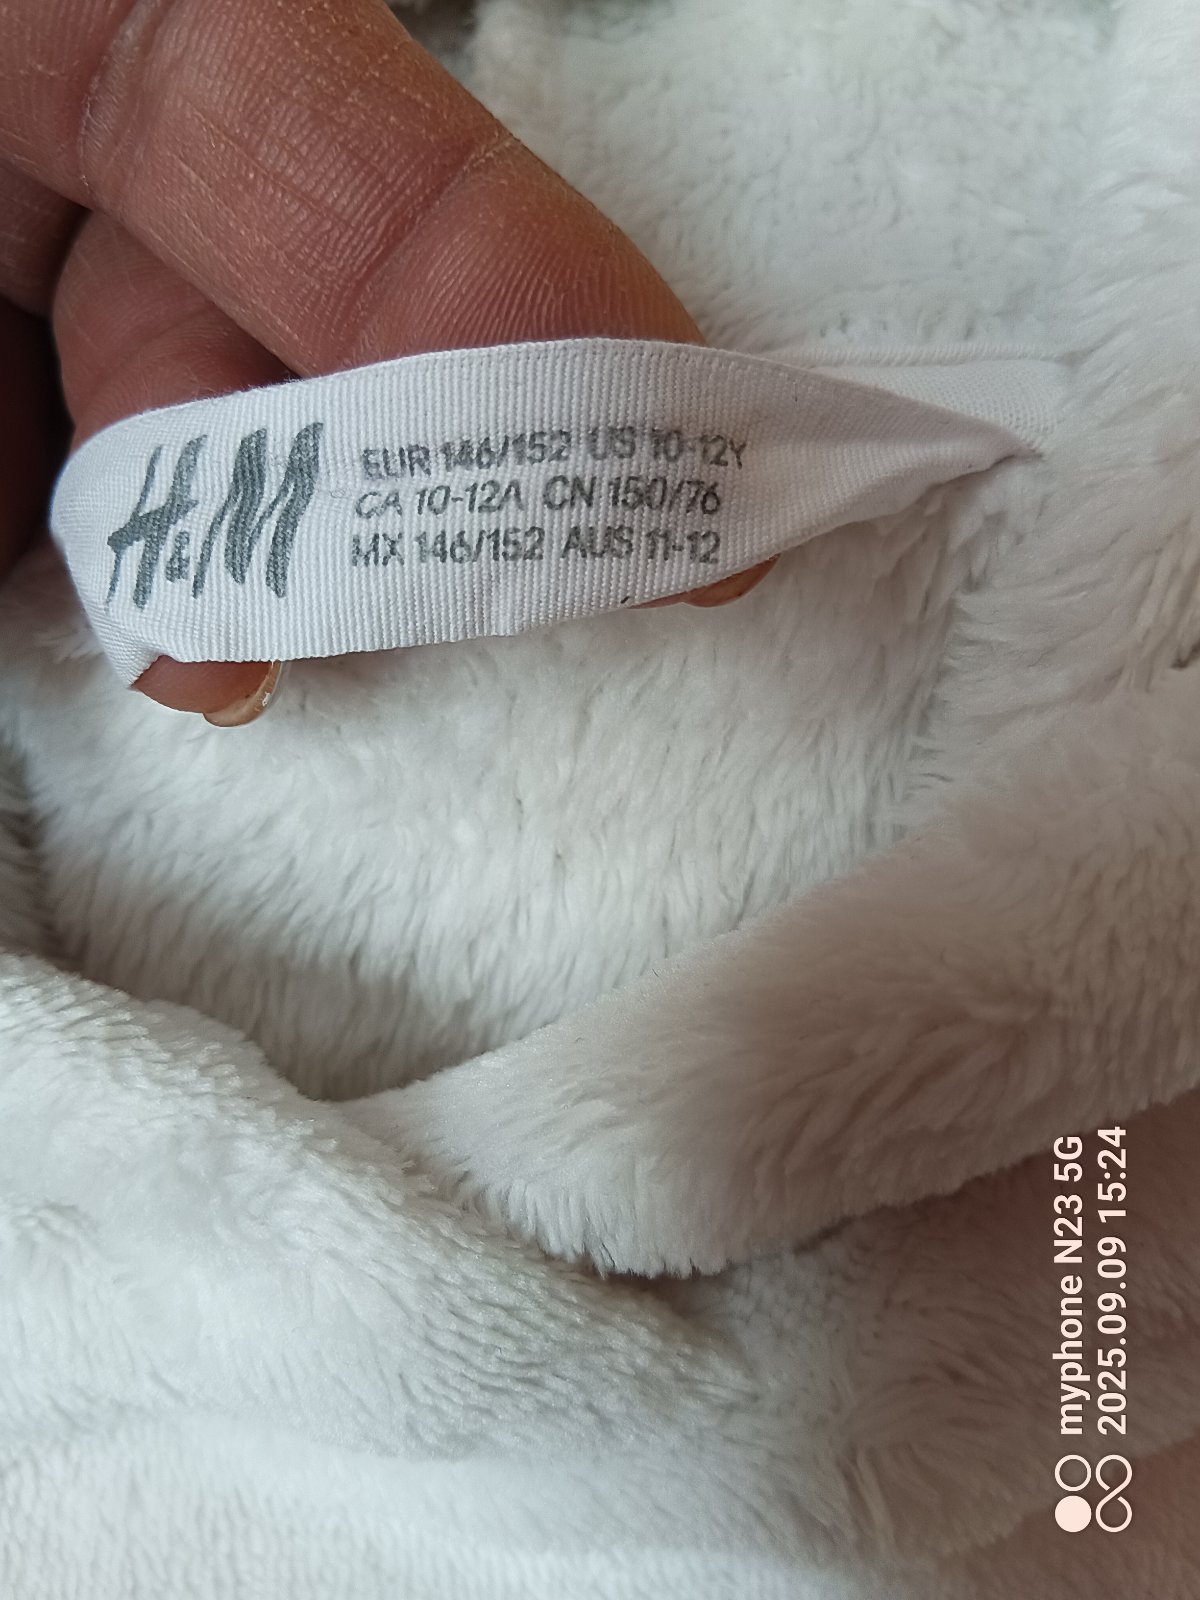 H&M
EUR 146/152 US 10-12Y
CA 10-12A CN 150/76
MX 146/152 AUS 11-12
myphone N23 5G
2025.09.09 15:24